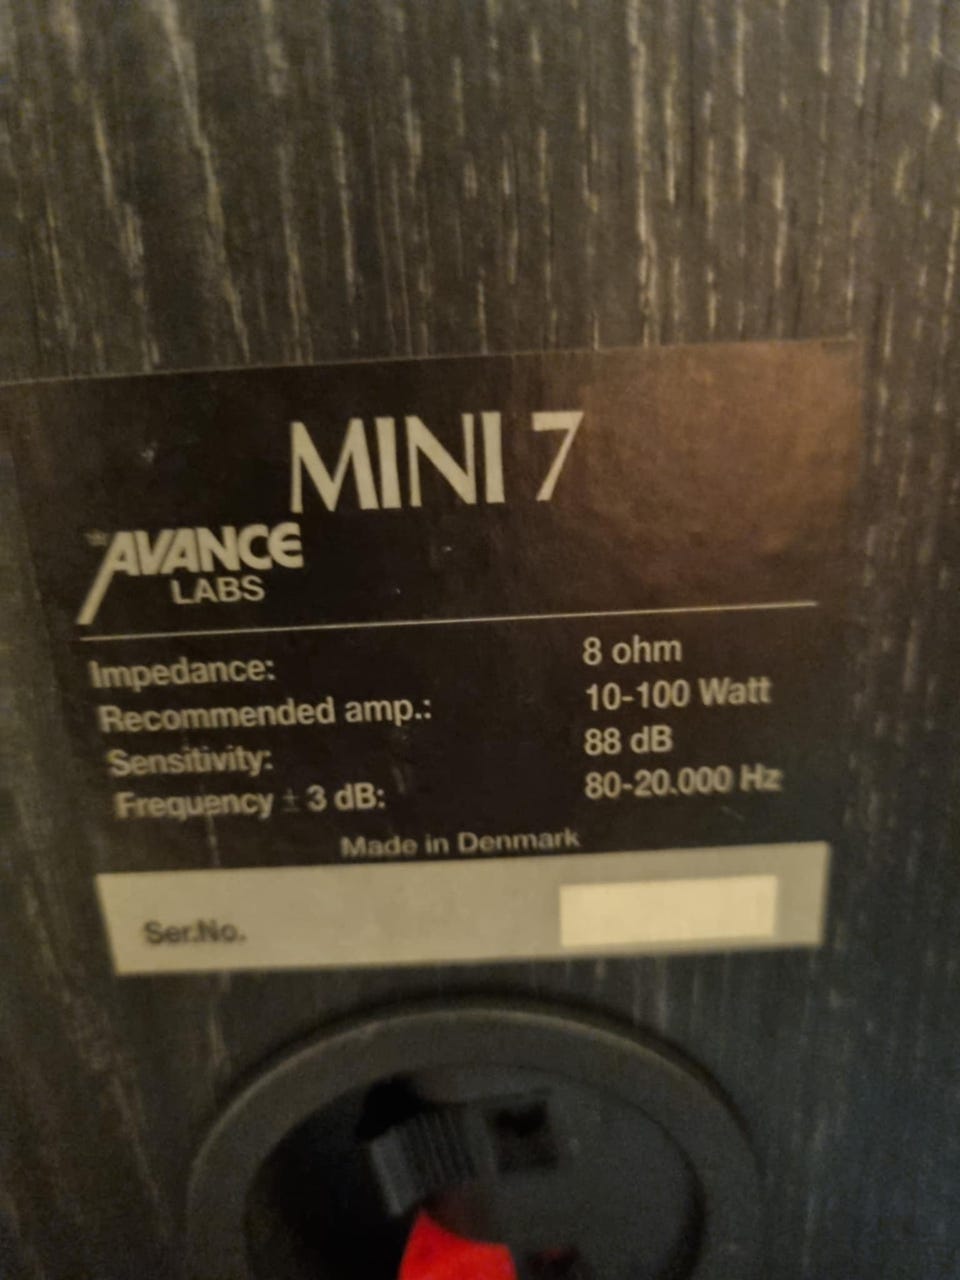 MINI 7
AVANCE
LABS
Impedance: 8 ohm
Recommended amp.: 10-100 Watt
Sensitivity: 88 dB
Frequency ± 3 dB: 80-20.000 Hz
Made in Denmark
Ser.No.